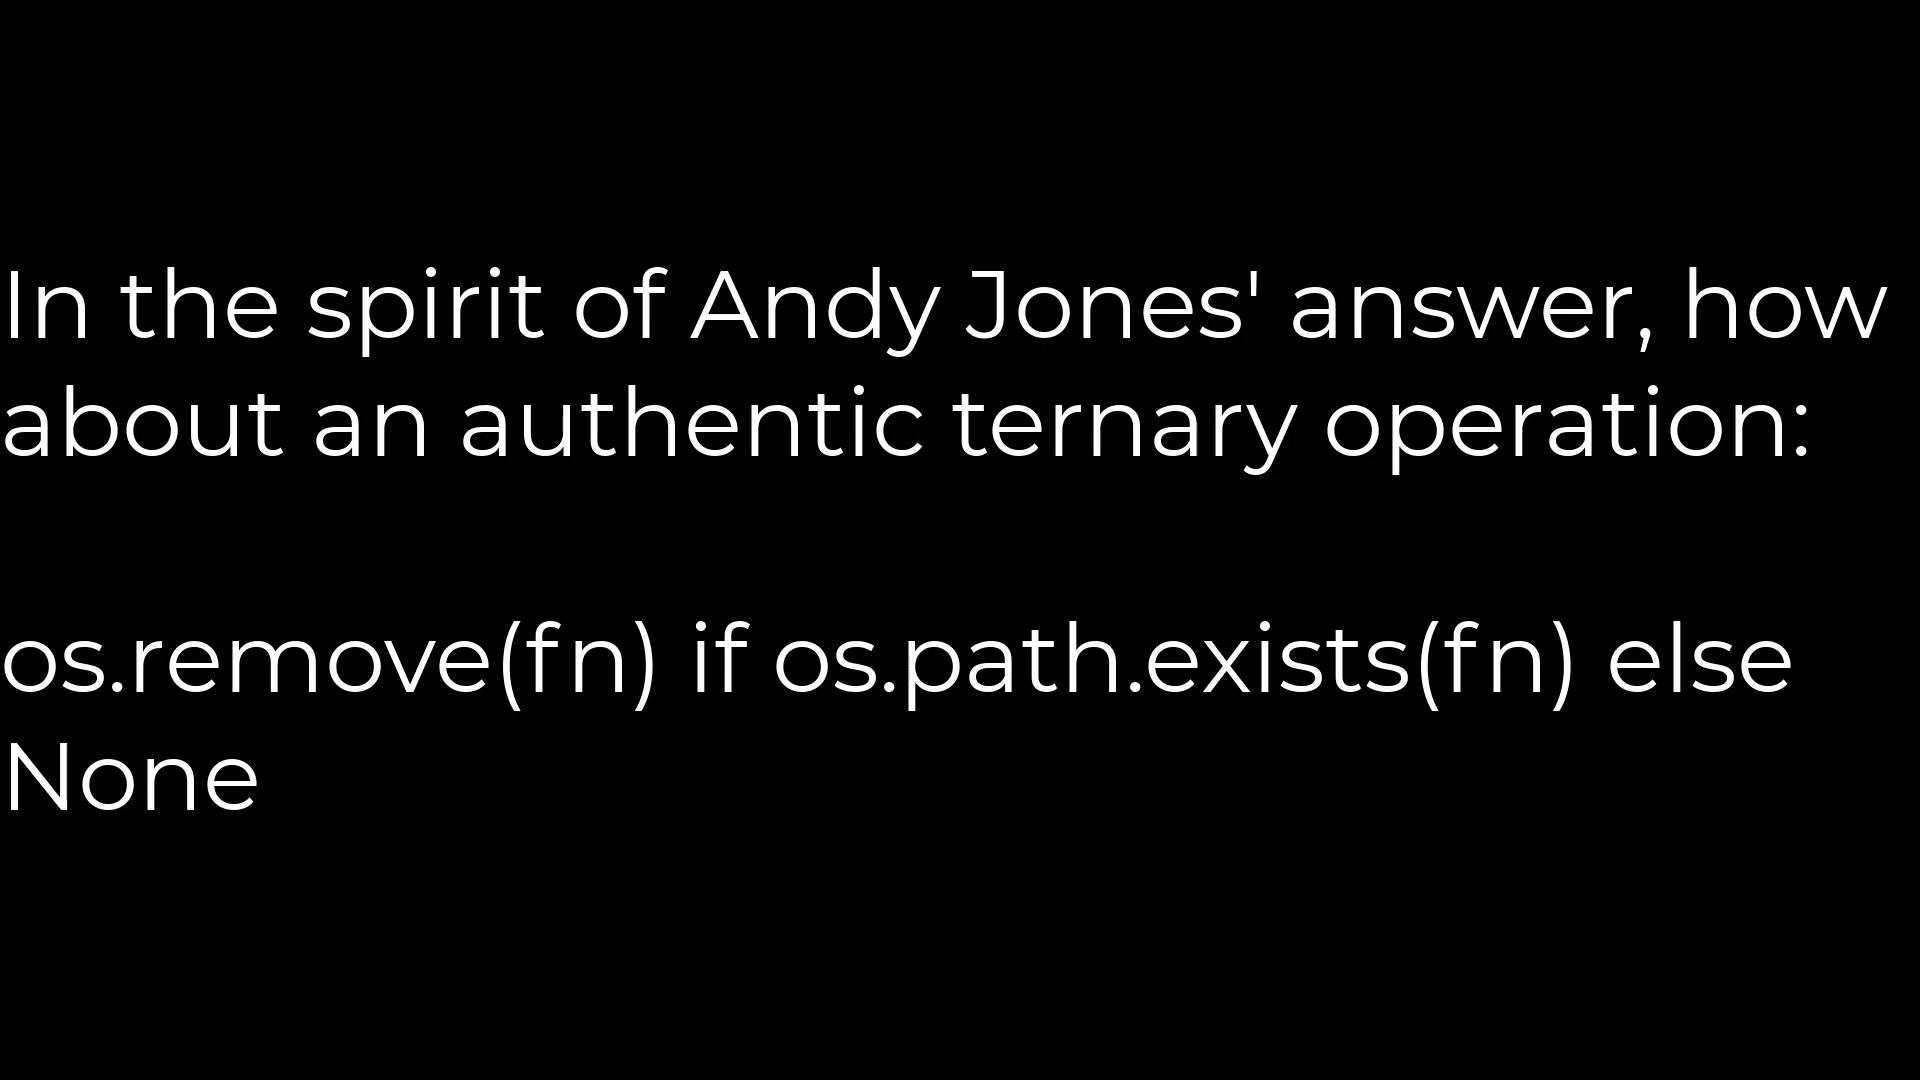 In the spirit of Andy Jones' answer, how
about an authentic ternary operation:
os.remove(fn) if os.path.exists(fn) else
None